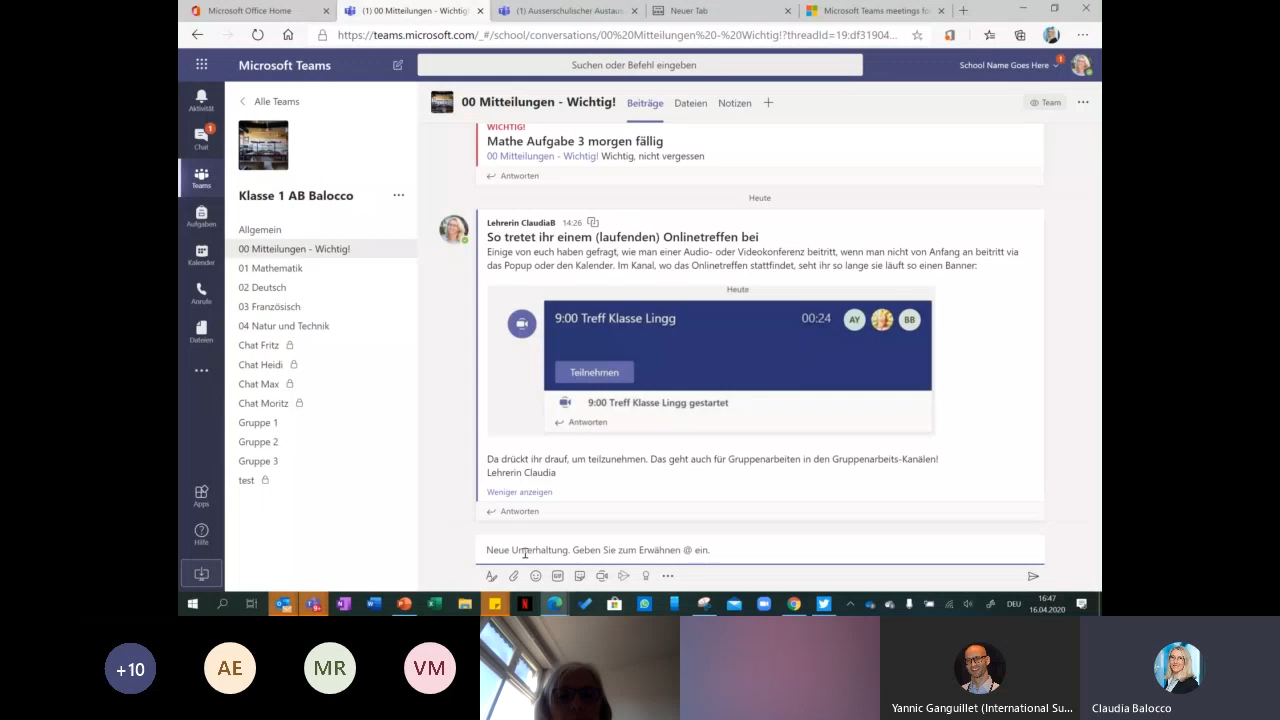 Microsoft Office Home
(1) 00 Mitteilungen - Wichtig!
(1) Ausserschulischer Austaus
Neuer Tab
Microsoft Teams meetings fo
https://teams.microsoft.com/_#/school/conversations/00%20Mitteilungen%20-%20Wichtig!?threadId=19:df31904...
Microsoft Teams
Suchen oder Befehl eingeben
School Name Goes Here
1
Aktivität
Chat
1
Teams
Aufgaben
Kalender
Anrufe
Dateien
Apps
Hilfe
Alle Teams
Klasse 1 AB Balocco
Allgemein
00 Mitteilungen - Wichtig!
01 Mathematik
02 Deutsch
03 Französisch
04 Natur und Technik
Chat Fritz
Chat Heidi
Chat Max
Chat Moritz
Gruppe 1
Gruppe 2
Gruppe 3
test
00 Mitteilungen - Wichtig!
Beiträge
Dateien
Notizen
Team
WICHTIG!
Mathe Aufgabe 3 morgen fällig
00 Mitteilungen - Wichtig! Wichtig, nicht vergessen
Antworten
Heute
Lehrerin ClaudiaB 14:26
So tretet ihr einem (laufenden) Onlinetreffen bei
Einige von euch haben gefragt, wie man einer Audio- oder Videokonferenz beitritt, wenn man nicht von Anfang an beitritt via
das Popup oder den Kalender. Im Kanal, wo das Onlinetreffen stattfindet, seht ihr so lange sie läuft so einen Banner:
Heute
9:00 Treff Klasse Lingg
00:24
AY
BB
Teilnehmen
9:00 Treff Klasse Lingg gestartet
Antworten
Da drückt ihr drauf, um teilzunehmen. Das geht auch für Gruppenarbeiten in den Gruppenarbeits-Kanälen!
Lehrerin Claudia
Weniger anzeigen
Antworten
Neue Unterhaltung. Geben Sie zum Erwähnen @ ein.
DEU
16:47
16.04.2020
+10
AE
MR
VM
Yannic Ganguillet (International Su...
Claudia Balocco